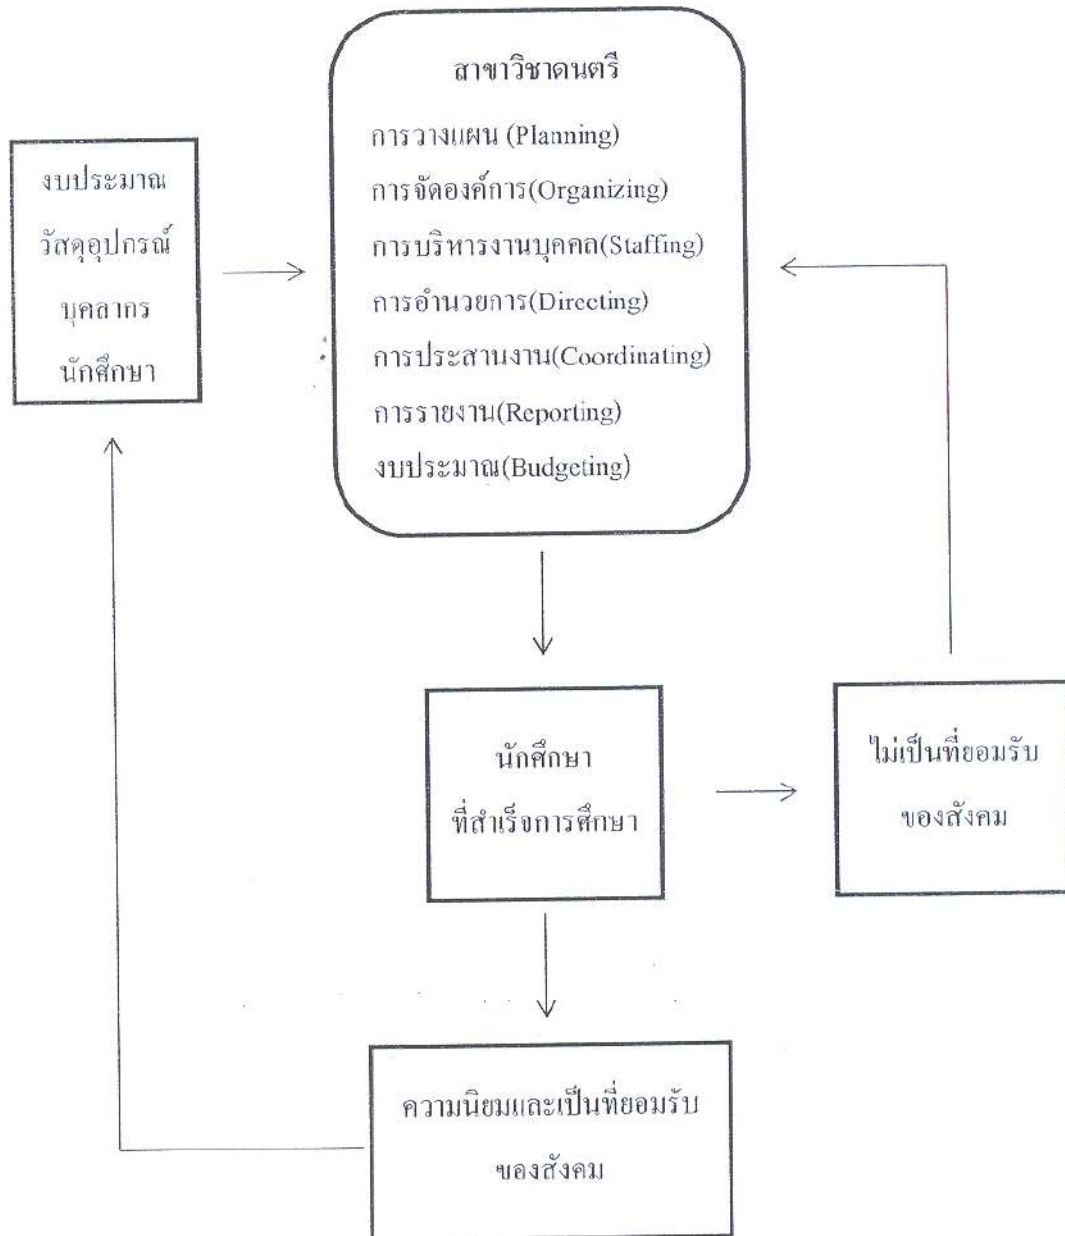 สาขาวิชาดนตรี
การวางแผน (Planning)
การจัดองค์การ(Organizing)
การบริหารงานบุคคล(Staffing)
การอำนวยการ(Directing)
การประสานงาน(Coordinating)
การรายงาน(Reporting)
งบประมาณ(Budgeting)
งบประมาณ
วัสดุอุปกรณ์
บุคลากร
นักศึกษา
นักศึกษา
ที่สำเร็จการศึกษา
ไม่เป็นที่ยอมรับ
ของสังคม
ความนิยมและเป็นที่ยอมรับ
ของสังคม